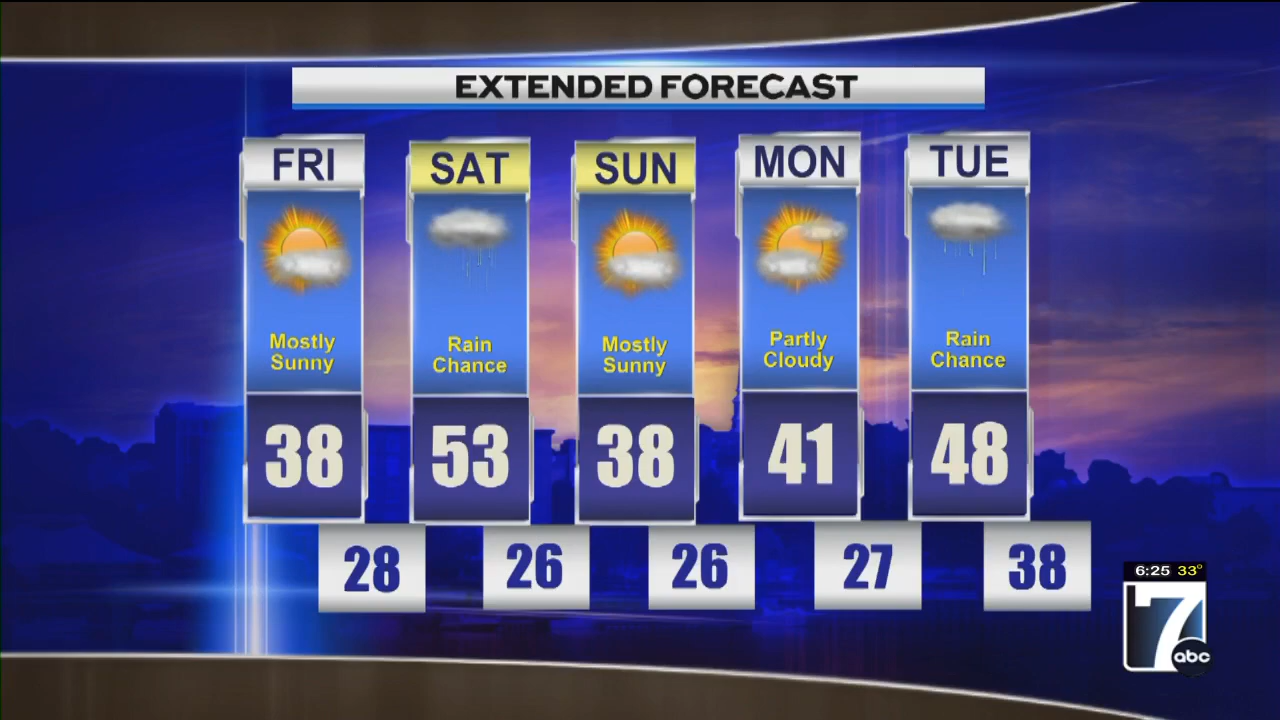 EXTENDED FORECAST
FRI SAT SUN MON TUE
Mostly Sunny
Rain Chance
Mostly Sunny
Partly Cloudy
Rain Chance
38 53 38 41 48
28 26 26 27 38
6:25 33°
7
abc